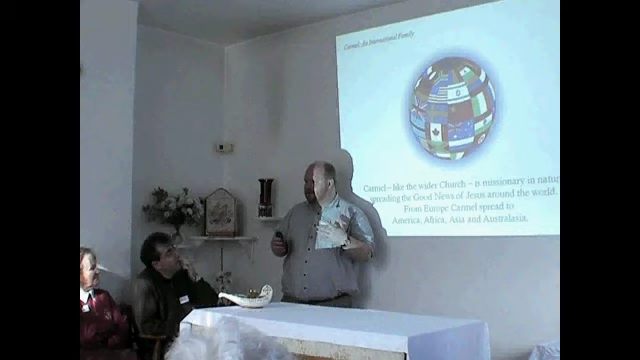 Carmel: An International Family
Carmel – like the wider Church – is missionary in natur
spreading the Good News of Jesus around the world.
From Europe Carmel spread to
America, Africa, Asia and Australasia.